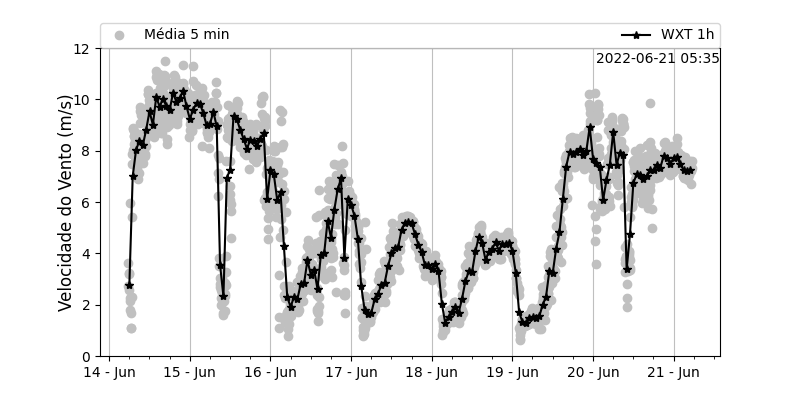 Média 5 min
WXT 1h
2022-06-21 05:35
Velocidade do Vento (m/s)
12
10
8
6
4
2
0
14 - Jun 15 - Jun 16 - Jun 17 - Jun 18 - Jun 19 - Jun 20 - Jun 21 - Jun